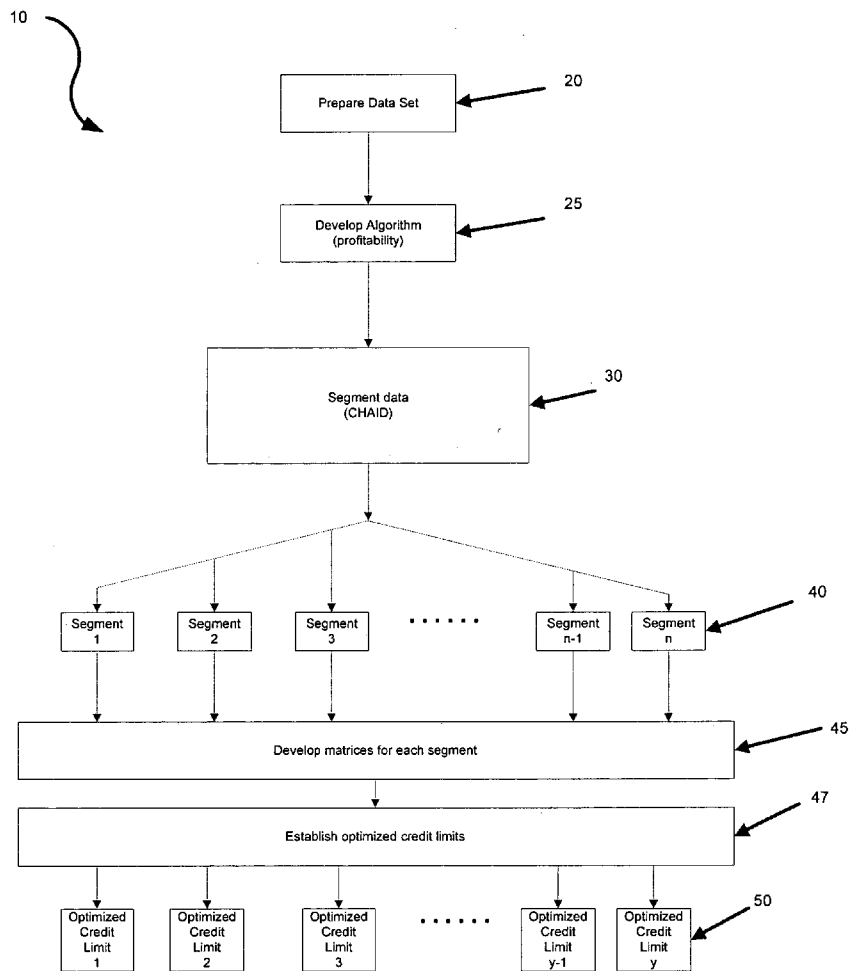 10
20
Prepare Data Set
25
Develop Algorithm
(profitability)
30
Segment data
(CHAID)
40
Segment
1
Segment
2
Segment
3
......
Segment
n-1
Segment
n
45
Develop matrices for each segment
47
Establish optimized credit limits
50
Optimized
Credit
Limit
1
Optimized
Credit
Limit
2
Optimized
Credit
Limit
3
......
Optimized
Credit
Limit
y-1
Optimized
Credit
Limit
y